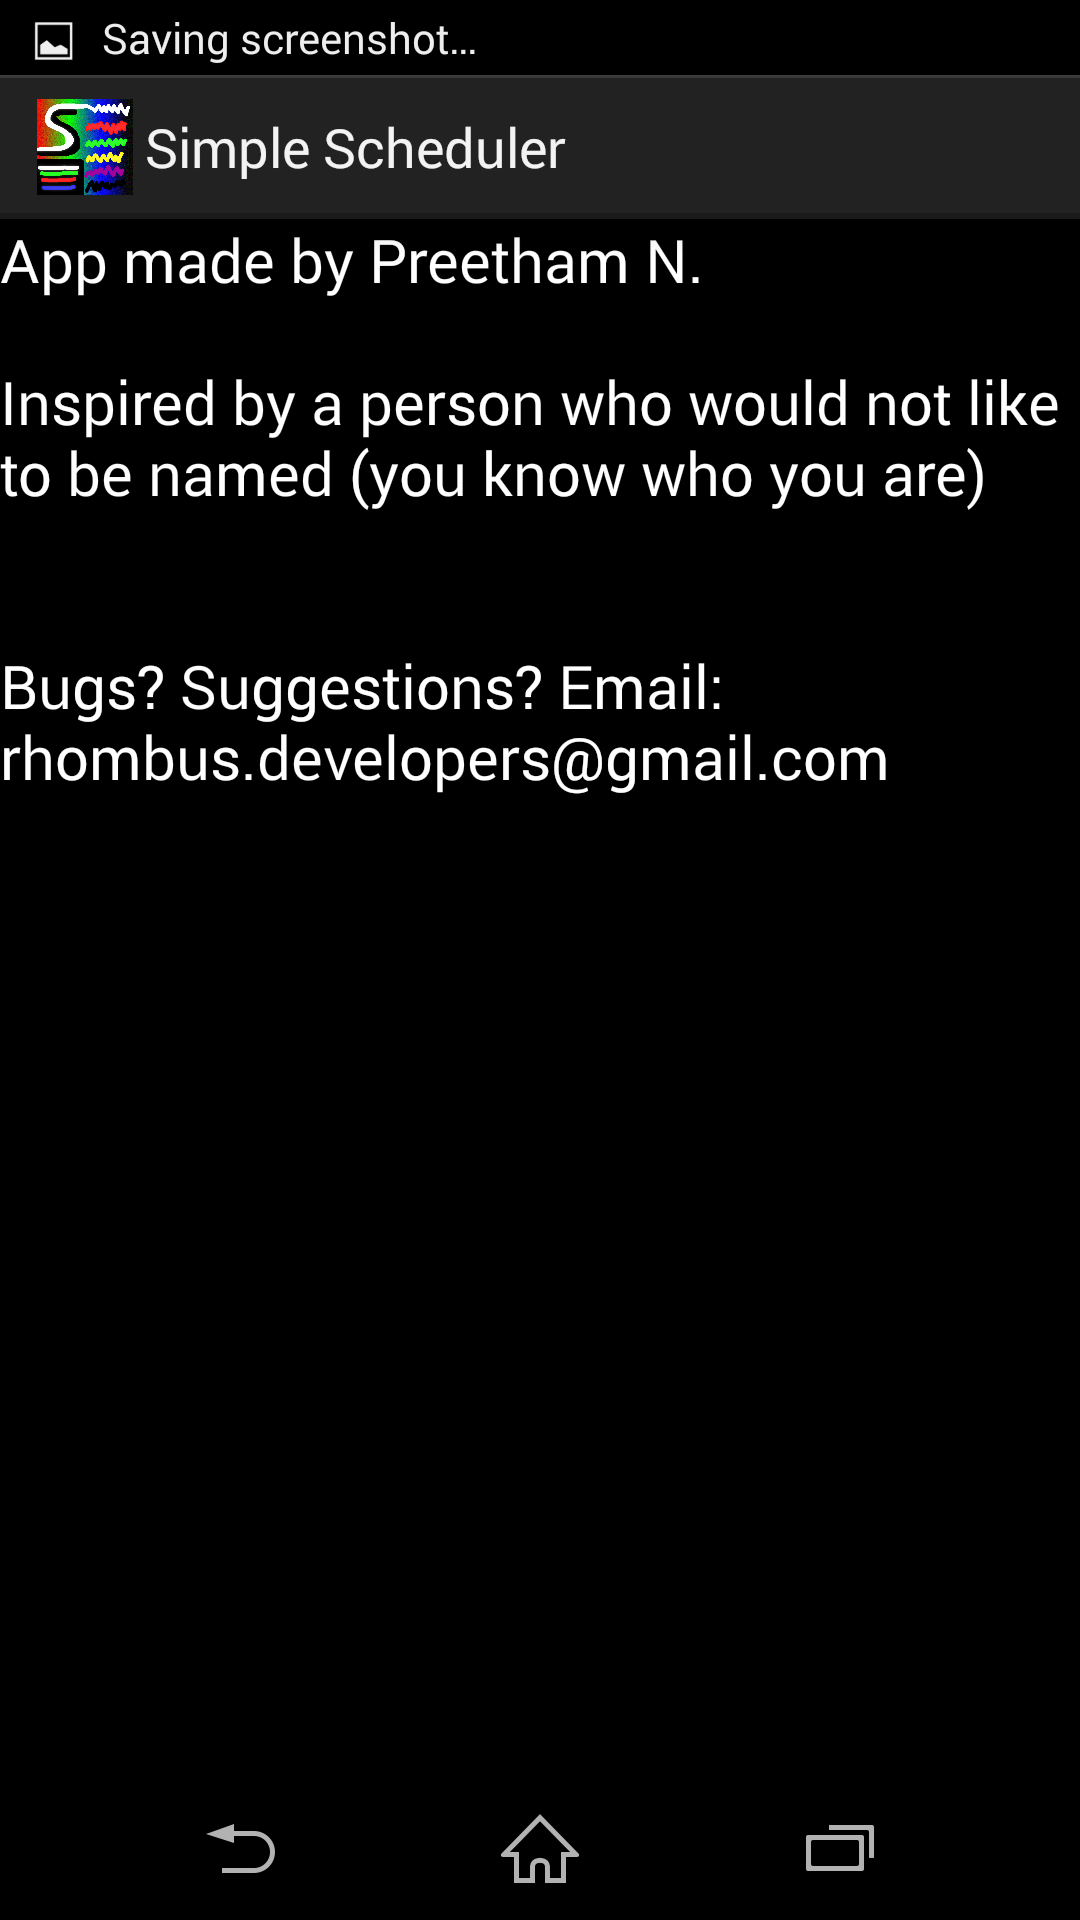 Saving screenshot...
Simple Scheduler
App made by Preetham N.
Inspired by a person who would not like
to be named (you know who you are)
Bugs? Suggestions? Email:
rhombus.developers@gmail.com